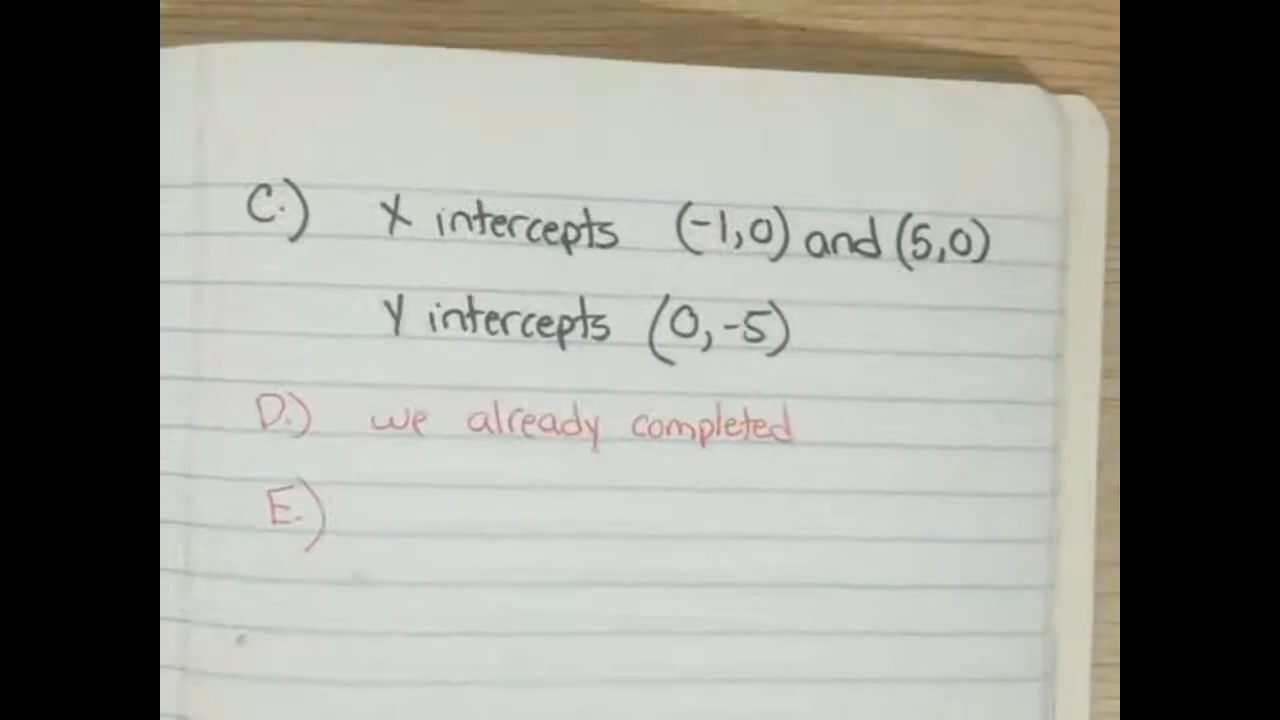 C.) X intercepts (-1,0) and (5,0)
Y intercepts (0,-5)
D.) we already completed
E.)